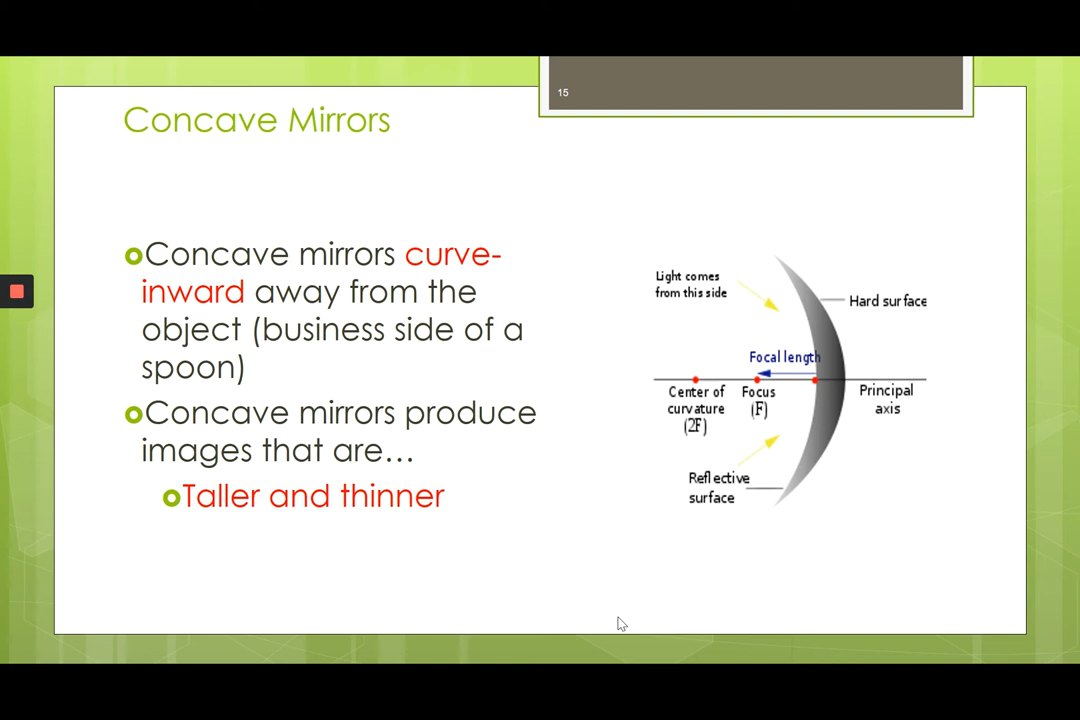 15
Concave Mirrors
Concave mirrors curve-
inward away from the
object (business side of a
spoon)
Concave mirrors produce
images that are…
Taller and thinner
Light comes
from this side
Hard surface
Focal length
Center of
curvature
(2F)
Focus
(F)
Principal
axis
Reflective
surface